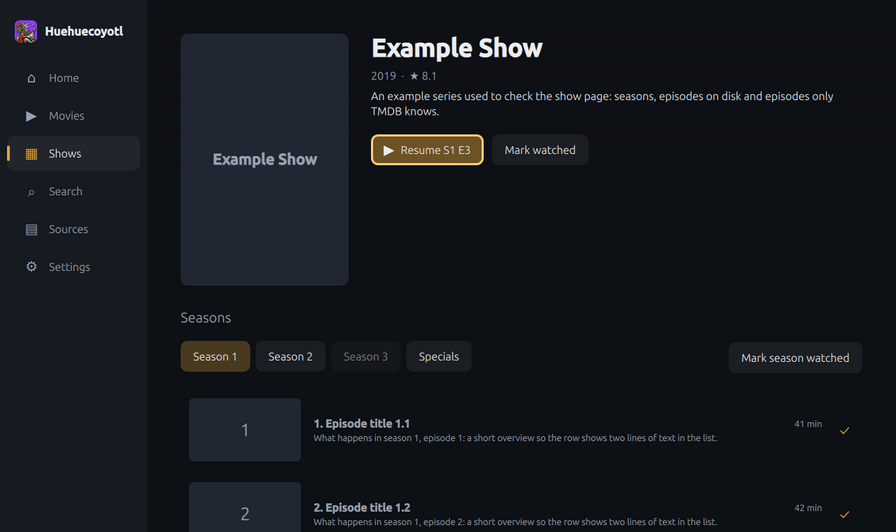 Huehuecoyotl
Home
Movies
Shows
Search
Sources
Settings
Example Show
Example Show
2019 · ★ 8.1
An example series used to check the show page: seasons, episodes on disk and episodes only
TMDB knows.
▶ Resume S1 E3
Mark watched
Seasons
Season 1
Season 2
Season 3
Specials
Mark season watched
1
1. Episode title 1.1
What happens in season 1, episode 1: a short overview so the row shows two lines of text in the list.
41 min ✓
2
2. Episode title 1.2
What happens in season 1, episode 2: a short overview so the row shows two lines of text in the list.
42 min ✓